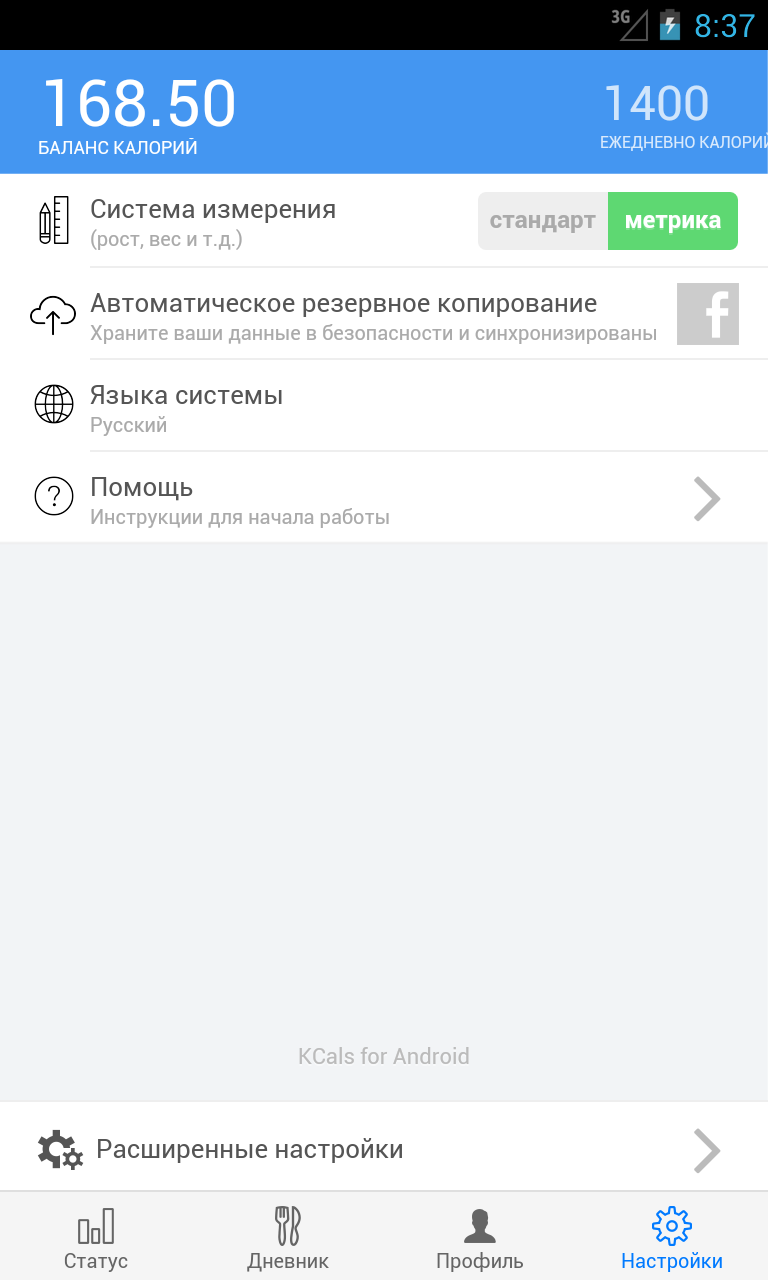 3G 8:37
168.50
БАЛАНС КАЛОРИЙ
1400
ЕЖЕДНЕВНО КАЛОРИЙ
Система измерения
(рост, вес и т.д.)
стандарт метрика
Автоматическое резервное копирование
Храните ваши данные в безопасности и синхронизированы
f
Языка системы
Русский
?
Помощь
Инструкции для начала работы
KCals for Android
Расширенные настройки
Статус Дневник Профиль Настройки